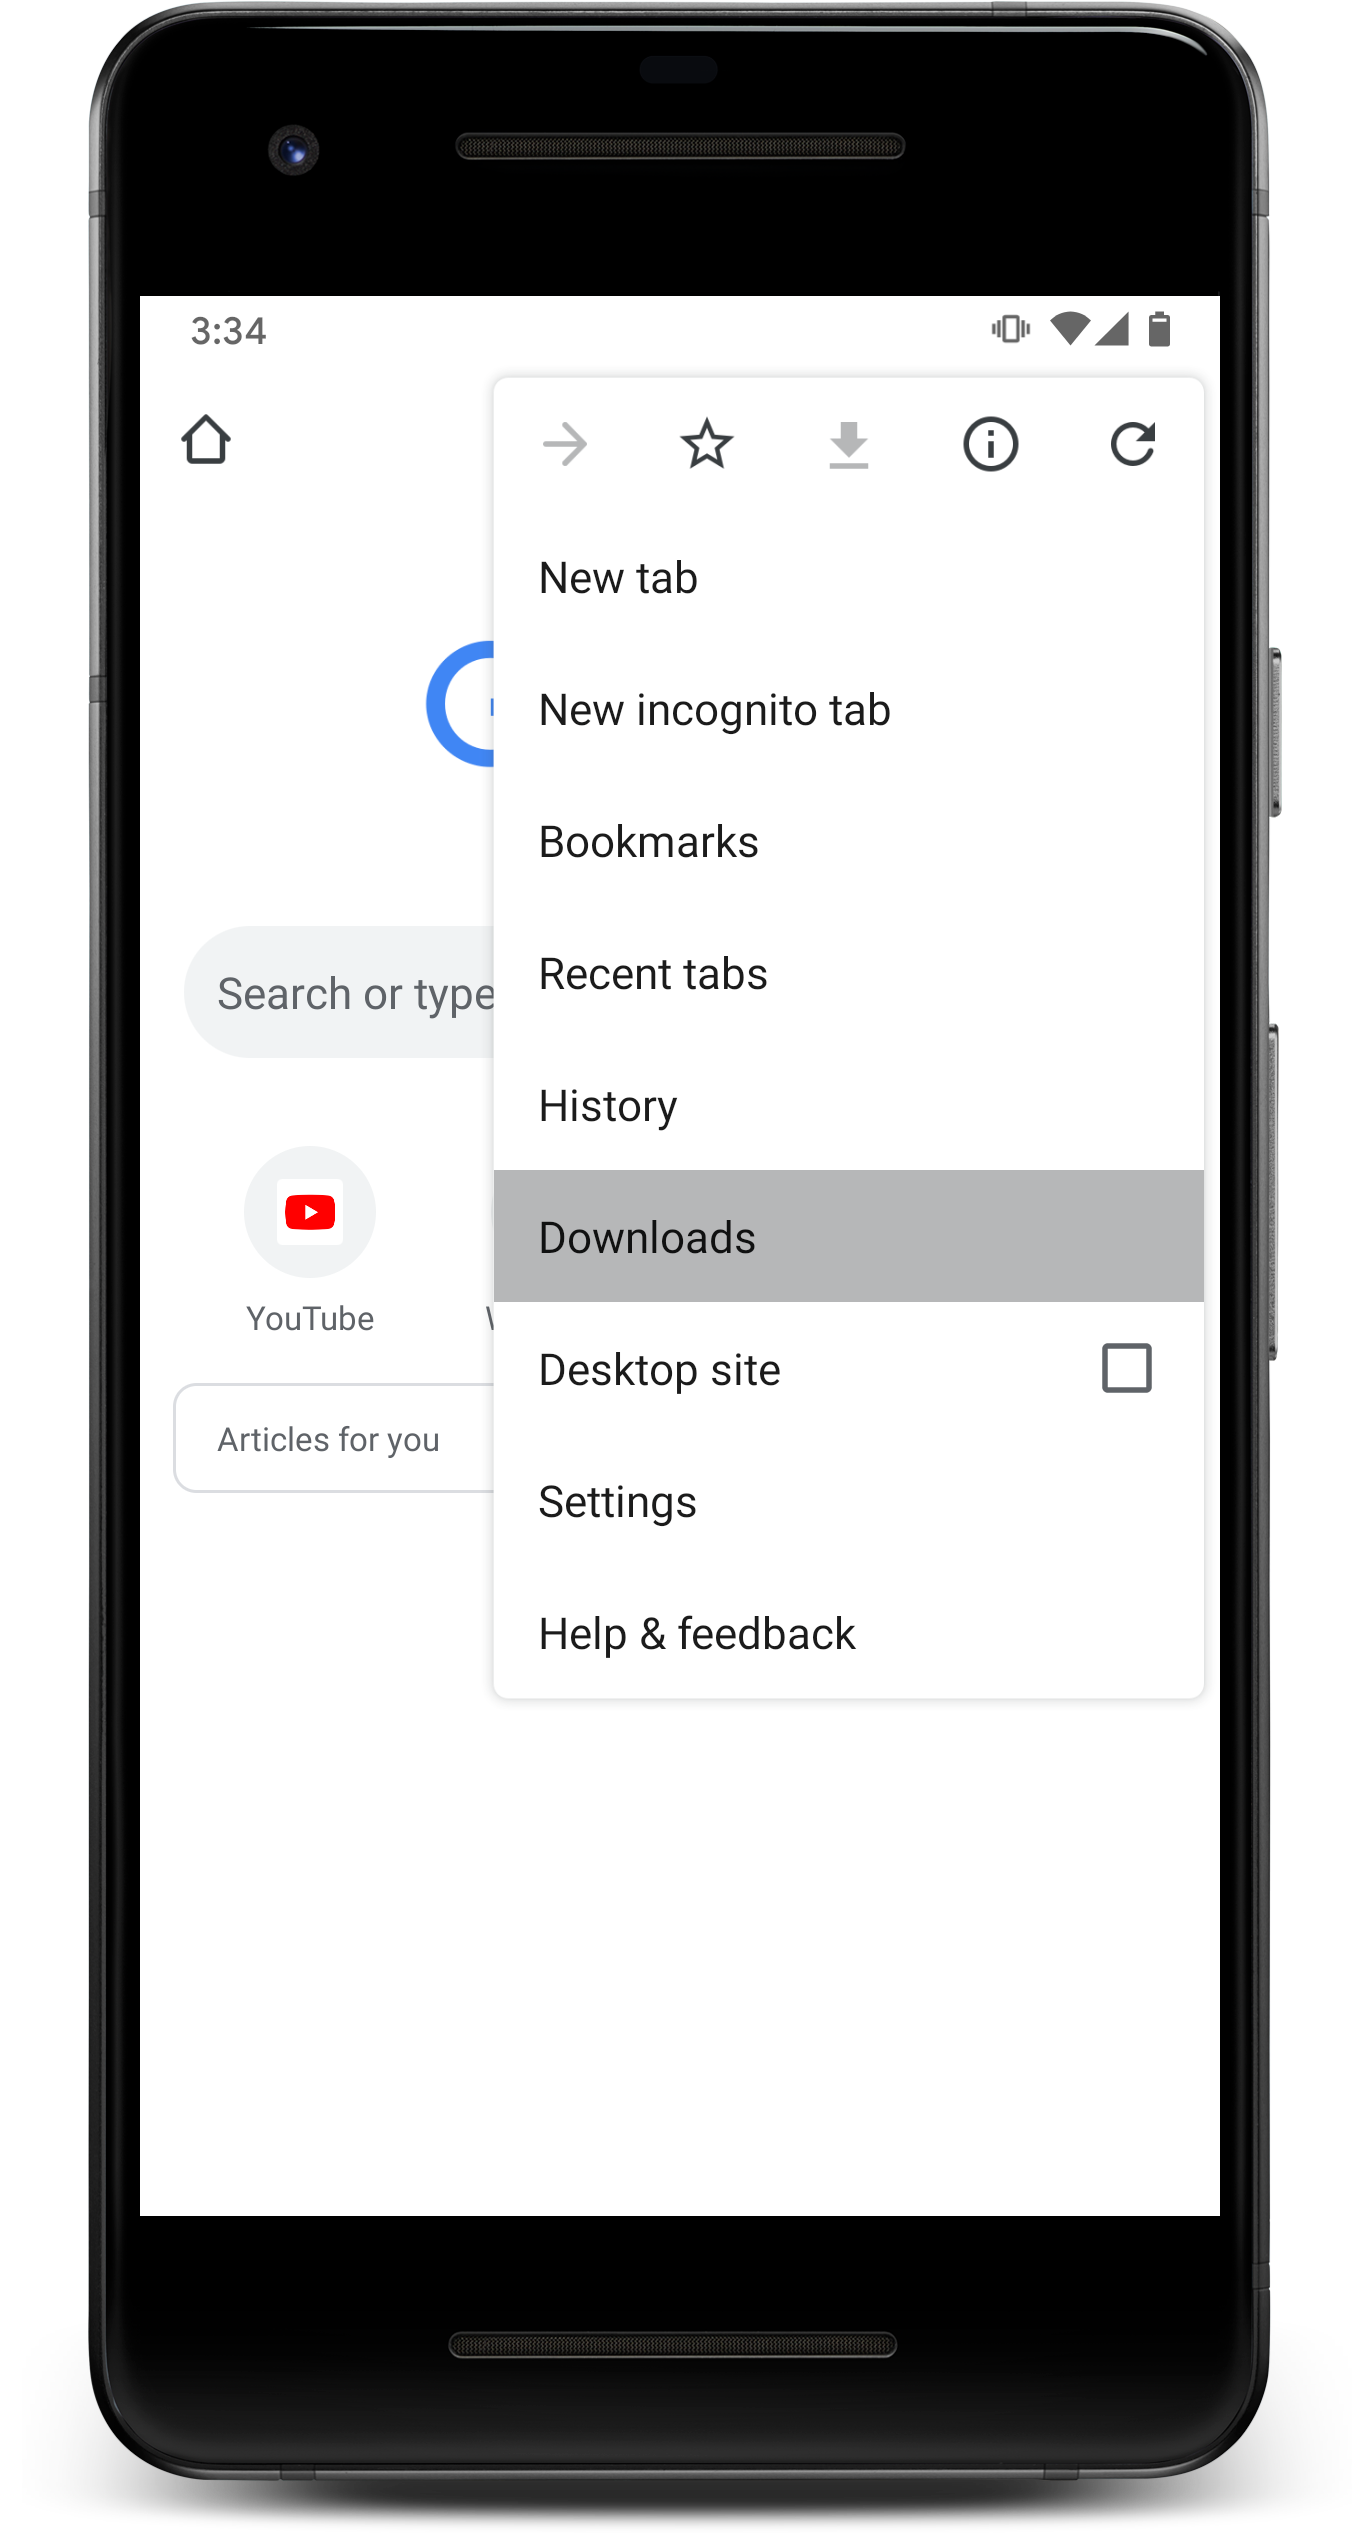 3:34
New tab
New incognito tab
Bookmarks
Recent tabs
History
Downloads
Desktop site
Settings
Help & feedback
Search or type
YouTube
Articles for you